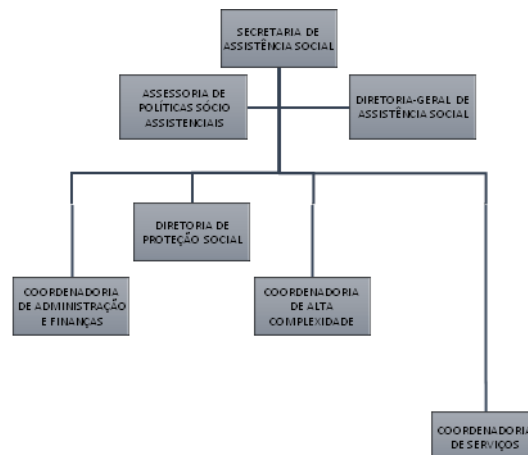 SECRETARIA DE
ASSISTÊNCIA SOCIAL
ASSESSORIA DE
POLÍTICAS SÓCIO
ASSISTENCIAIS
DIRETORIA-GERAL DE
ASSISTÊNCIA SOCIAL
DIRETORIA DE
PROTEÇÃO SOCIAL
COORDENADORIA
DE ADMINISTRAÇÃO
E FINANÇAS
COORDENADORIA
DE ALTA
COMPLEXIDADE
COORDENADORIA
DE SERVIÇOS